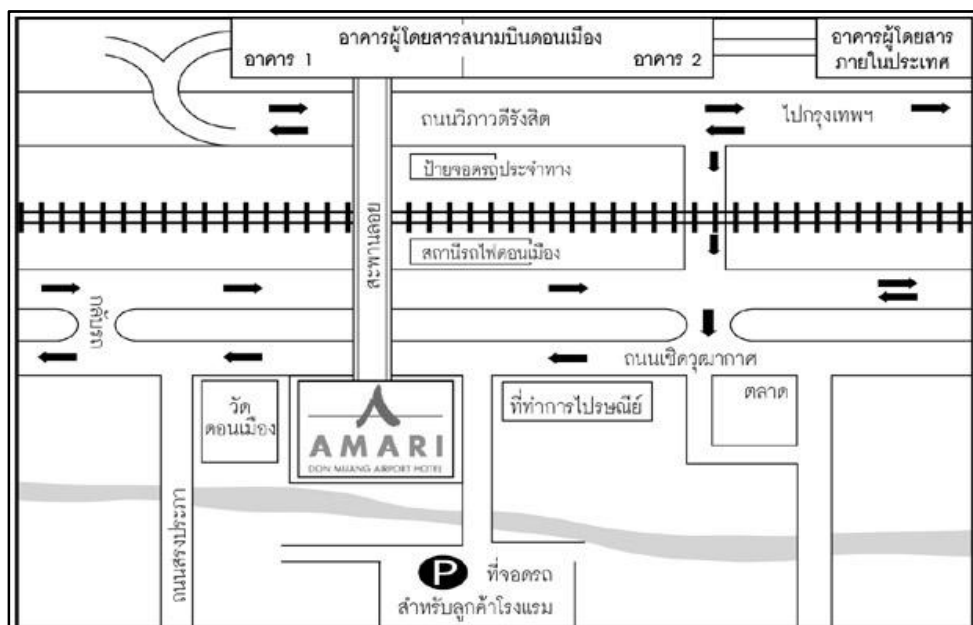 อาคารผู้โดยสารสนามบินดอนเมือง
อาคาร 1
อาคาร 2
อาคารผู้โดยสาร
ภายในประเทศ
ถนนวิภาวดีรังสิต
ไปกรุงเทพฯ
ป้ายจอดรถประจำทาง
สะพานลอย
สถานีรถไฟดอนเมือง
กลับรถ
ถนนเชิดวุฒากาศ
วัด
ดอนเมือง
AMARI
DON MUANG AIRPORT HOTEL
ที่ทำการไปรษณีย์
ตลาด
ถนนสรงประภา
P ที่จอดรถ
สำหรับลูกค้าโรงแรม